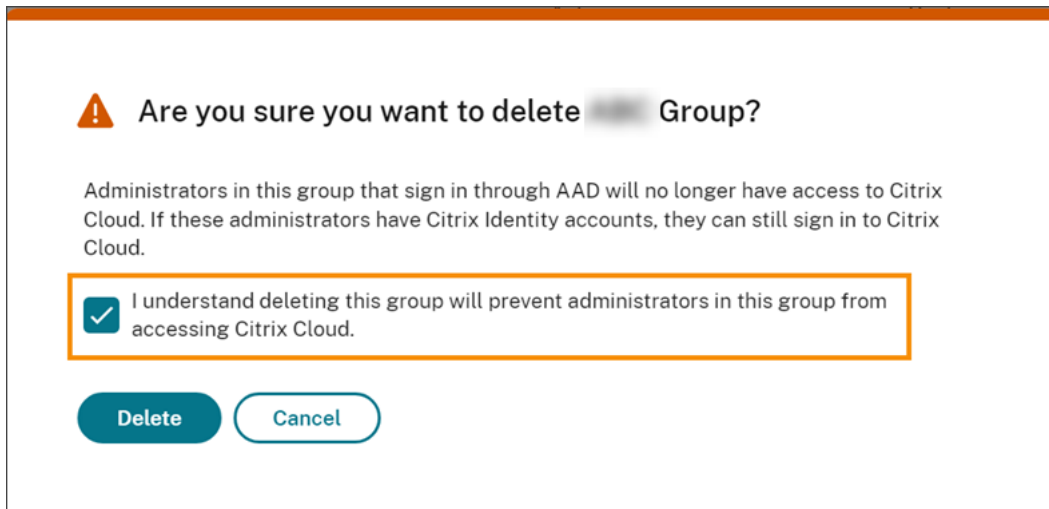 Are you sure you want to delete Group?
Administrators in this group that sign in through AAD will no longer have access to Citrix
Cloud. If these administrators have Citrix Identity accounts, they can still sign in to Citrix
Cloud.
I understand deleting this group will prevent administrators in this group from
accessing Citrix Cloud.
Delete
Cancel